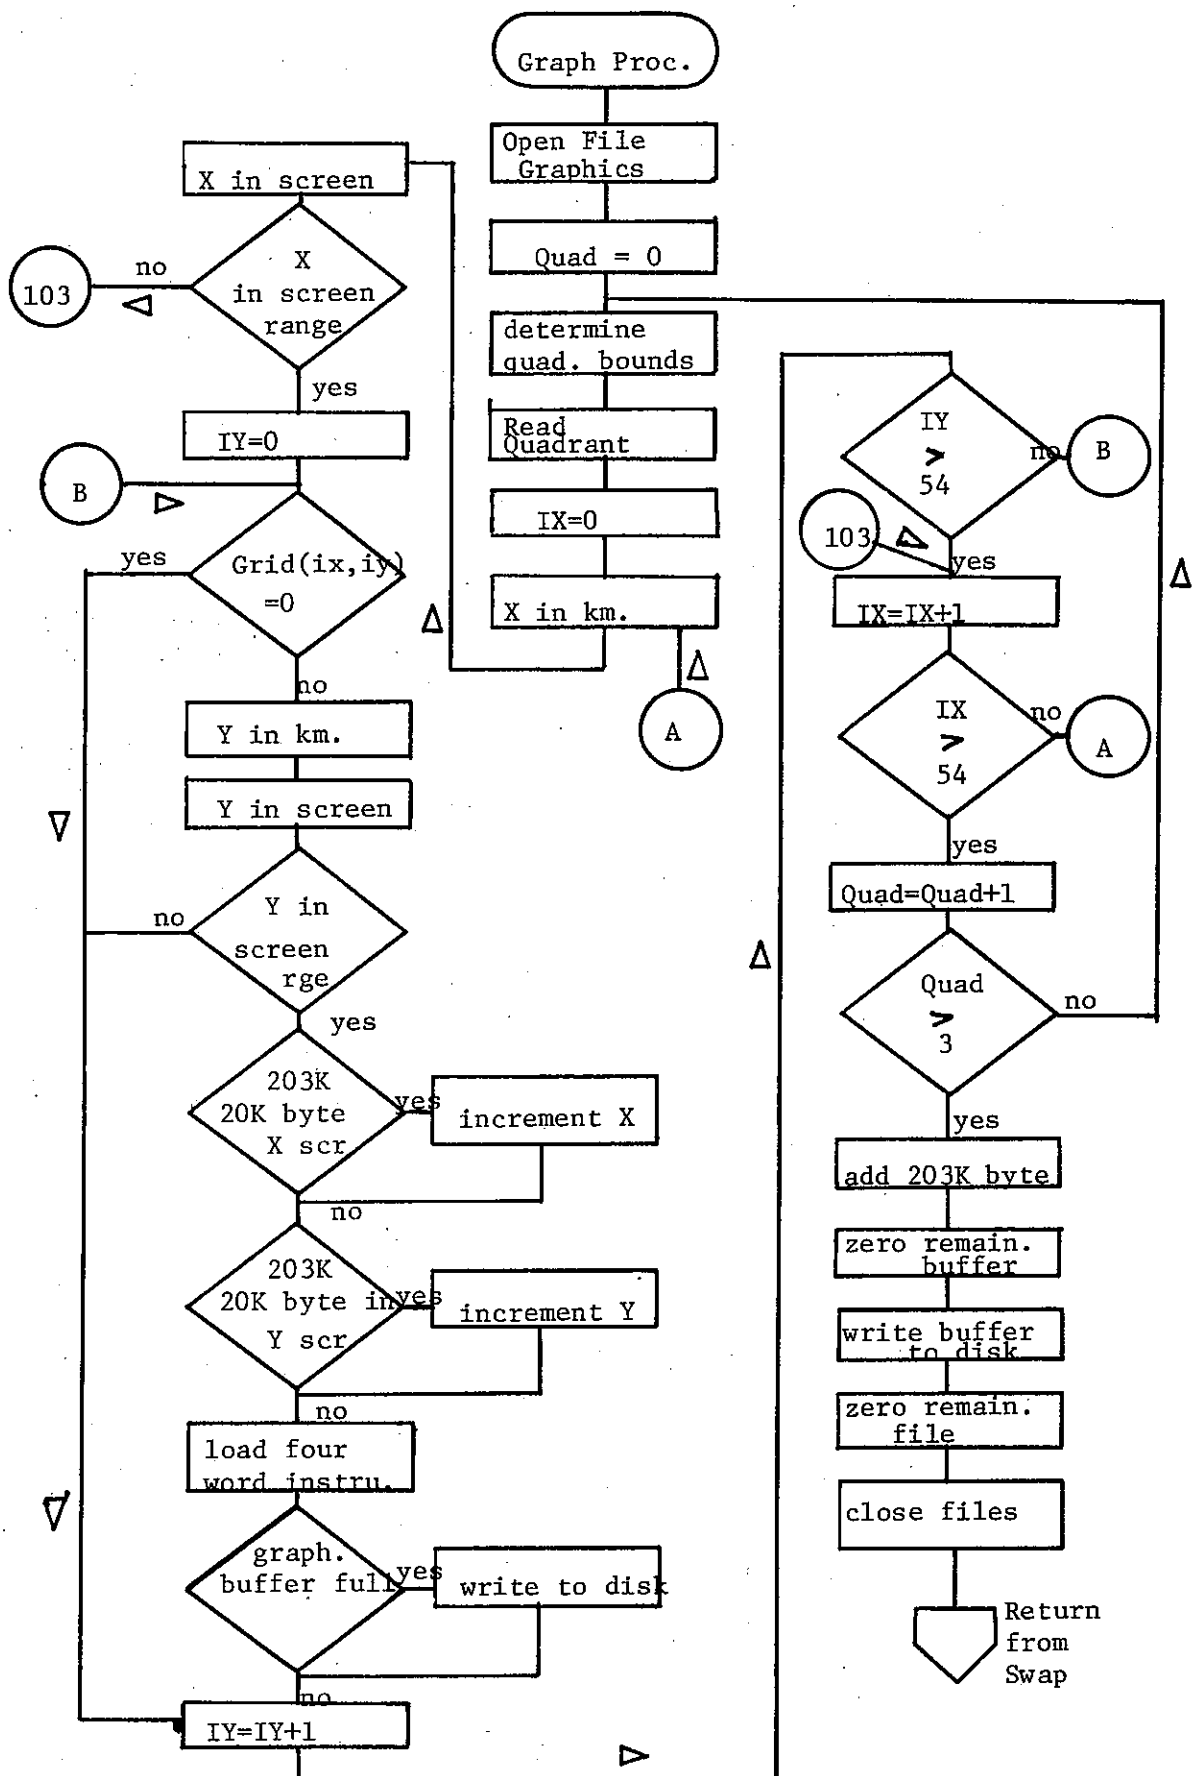 Graph Proc.
Open File
Graphics
Quad = 0
determine
quad. bounds
Read
Quadrant
IX=0
X in km.
A
X in screen
X
in screen
range
no
103
yes
IY=0
B
Grid(ix,iy)
=0
yes
no
Y in km.
Y in screen
Y in
screen
rge
no
yes
203K
20K byte
X scr
yes
increment X
no
203K
20K byte in
Y scr
yes
increment Y
no
load four
word instru.
graph.
buffer full
yes
write to disk
no
IY=IY+1
IY
>
54
no
B
103
yes
IX=IX+1
IX
>
54
no
A
yes
Quad=Quad+1
Quad
>
3
no
yes
add 203K byte
zero remain.
buffer
write buffer
to disk
zero remain.
file
close files
Return
from
Swap